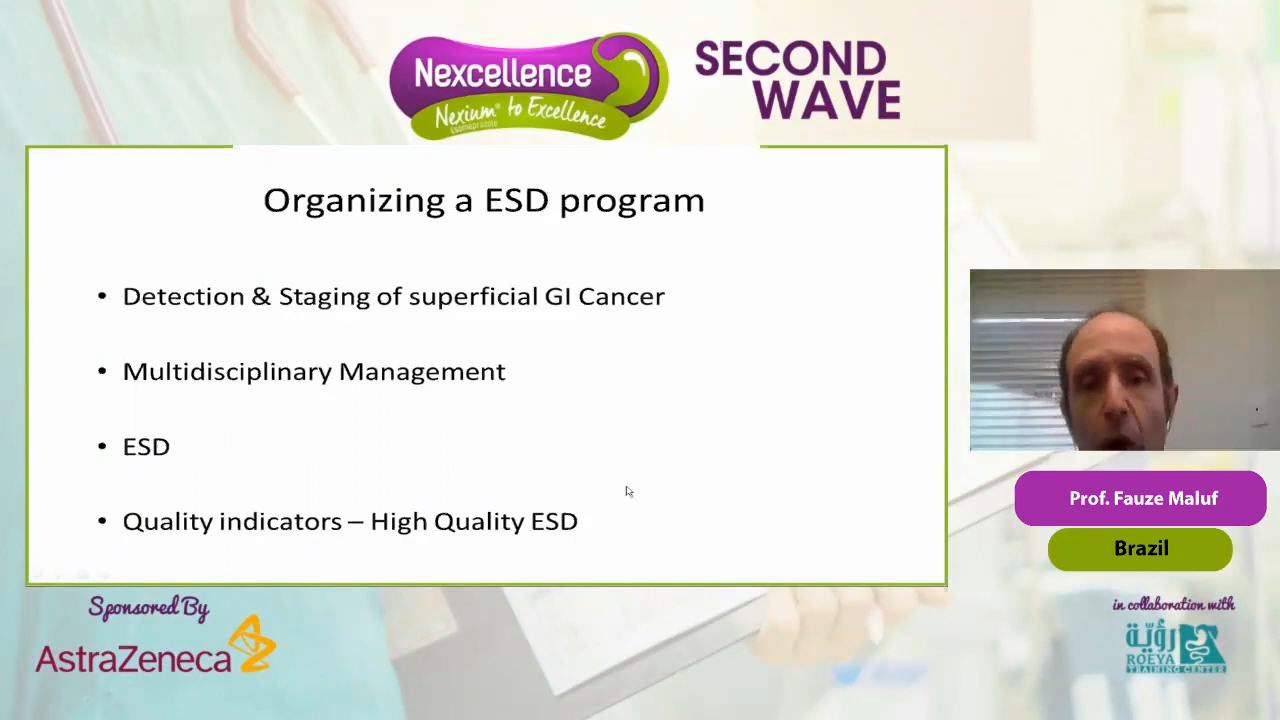 Nexcellence
Nexium® to Excellence
esomeprazole
SECOND
WAVE
Organizing a ESD program
• Detection & Staging of superficial GI Cancer
• Multidisciplinary Management
• ESD
• Quality indicators – High Quality ESD
Prof. Fauze Maluf
Brazil
Sponsored By
AstraZeneca
in collaboration with
رؤية
ROEYA
TRAINING CENTER